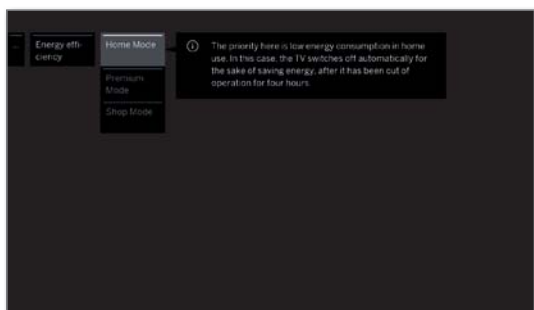 ...
Energy effi-
ciency
Home Mode
Premium
Mode
Shop Mode
The priority here is low energy consumption in home
use. In this case, the TV switches off automatically for
the sake of saving energy, after it has been out of
operation for four hours.